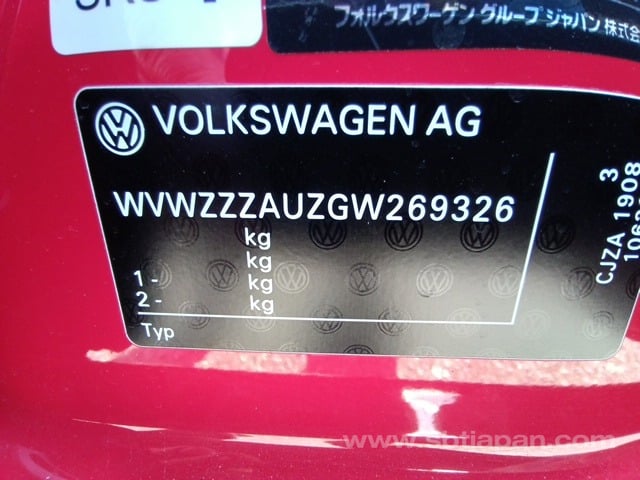 フォルクスワーゲン グループ ジャパン 株式会
VOLKSWAGEN AG
WVWZZZAUZGW269326
kg
kg
1- kg
2- kg
Typ
3
CJZA 1908
www.sbtjapan.com